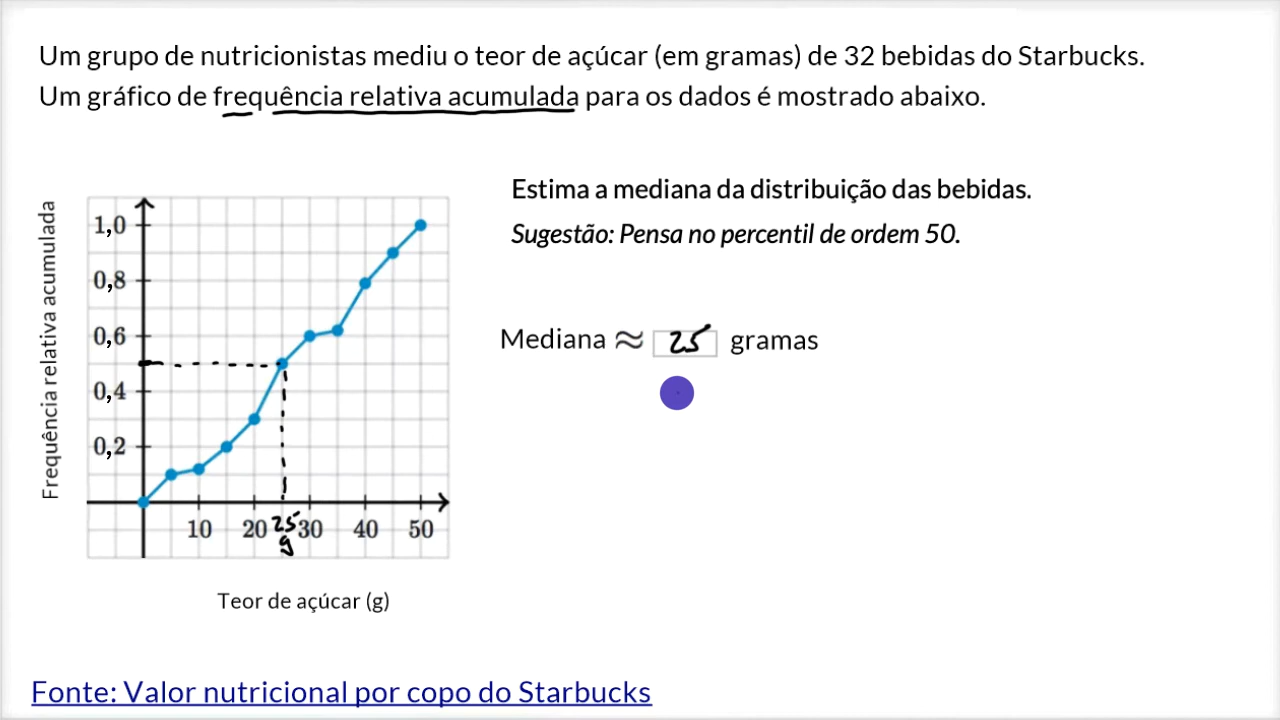 Um grupo de nutricionistas mediu o teor de açúcar (em gramas) de 32 bebidas do Starbucks.
Um gráfico de frequência relativa acumulada para os dados é mostrado abaixo.
Estima a mediana da distribuição das bebidas.
Sugestão: Pensa no percentil de ordem 50.
Mediana ≈ 25 gramas
Frequência relativa acumulada
1,0
0,8
0,6
0,4
0,2
10 20 25 30 40 50
g
Teor de açúcar (g)
Fonte: Valor nutricional por copo do Starbucks